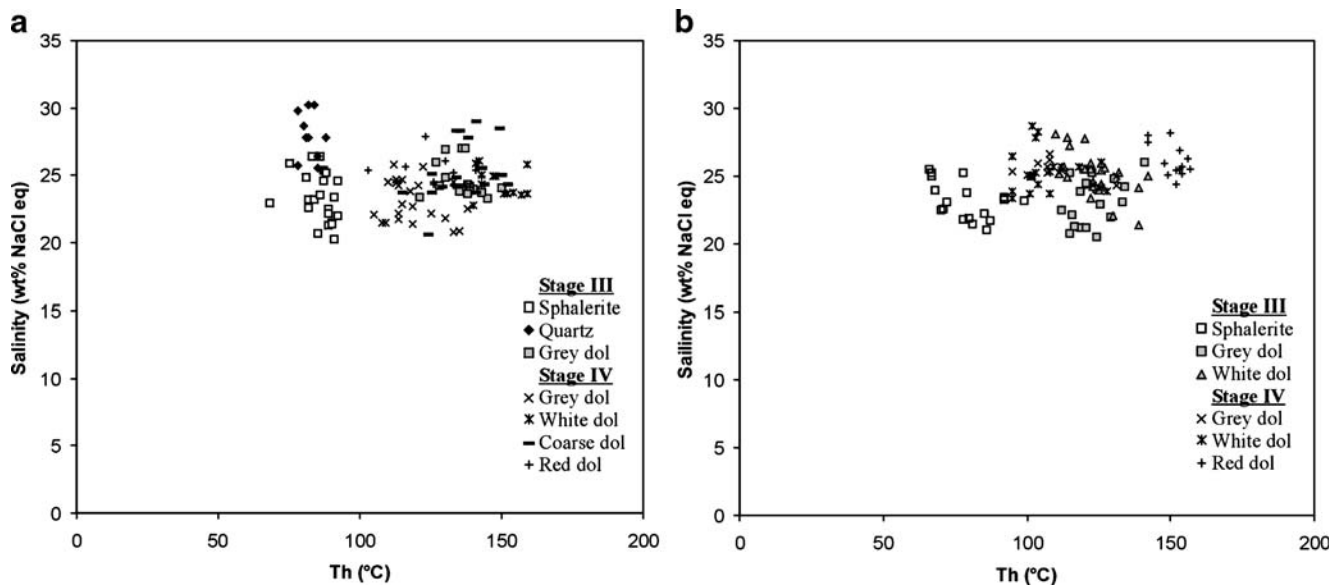 a
35
30
25
20
15
10
5
0
Salinity (wt% NaCl eq)
0 50 100 150 200
Th (ºC)
Stage III
Sphalerite
Quartz
Grey dol
Stage IV
Grey dol
White dol
Coarse dol
Red dol
b
35
30
25
20
15
10
5
0
Sailinity (wt% NaCl eq)
0 50 100 150 200
Th (ºC)
Stage III
Sphalerite
Grey dol
White dol
Stage IV
Grey dol
White dol
Red dol